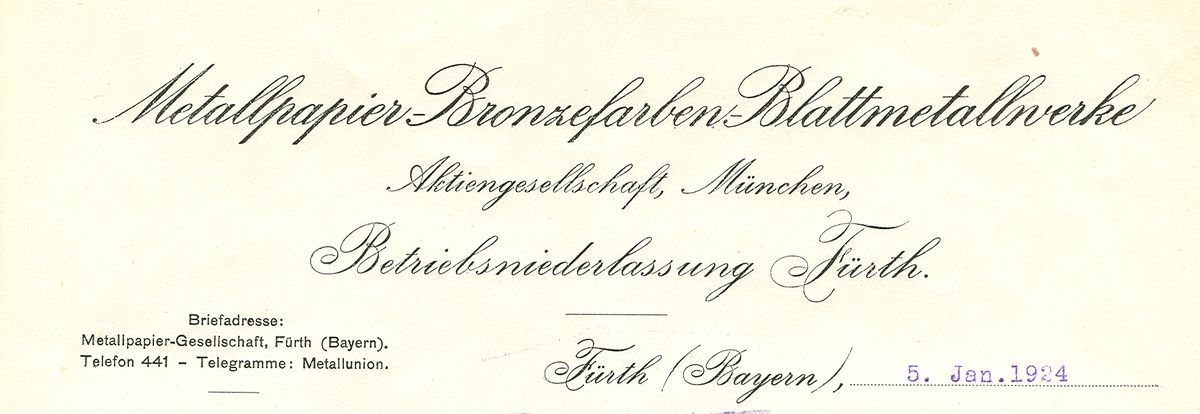 Metallpapier-Bronzefarben-Blattmetallwerke
Aktiengesellschaft, München,
Betriebsniederlassung Fürth.
Briefadresse:
Metallpapier-Gesellschaft, Fürth (Bayern).
Telefon 441 – Telegramme: Metallunion.
Fürth (Bayern), 5. Jan.1924